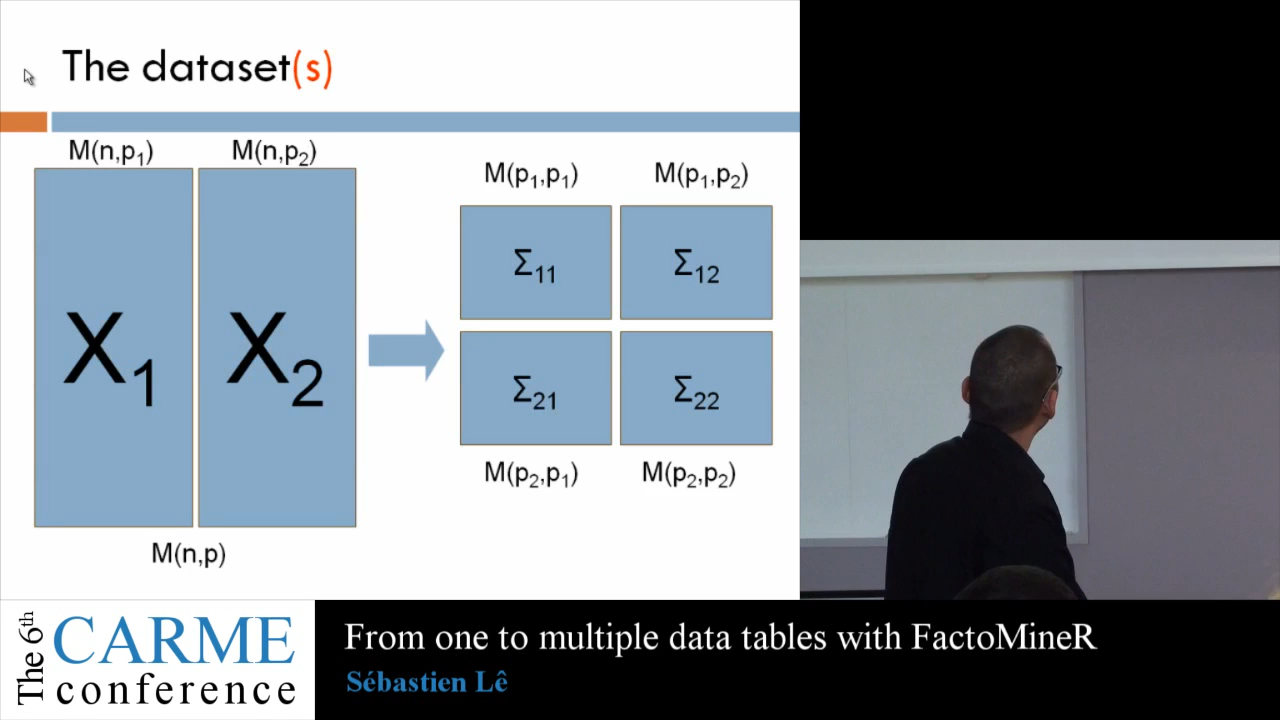 The dataset(s)
M(n,p₁) M(n,p₂)
M(p₁,p₁) M(p₁,p₂)
X₁ X₂
Σ₁₁ Σ₁₂
Σ₂₁ Σ₂₂
M(p₂,p₁) M(p₂,p₂)
M(n,p)
The 6th
CARME
conference
From one to multiple data tables with FactoMineR
Sébastien Lê